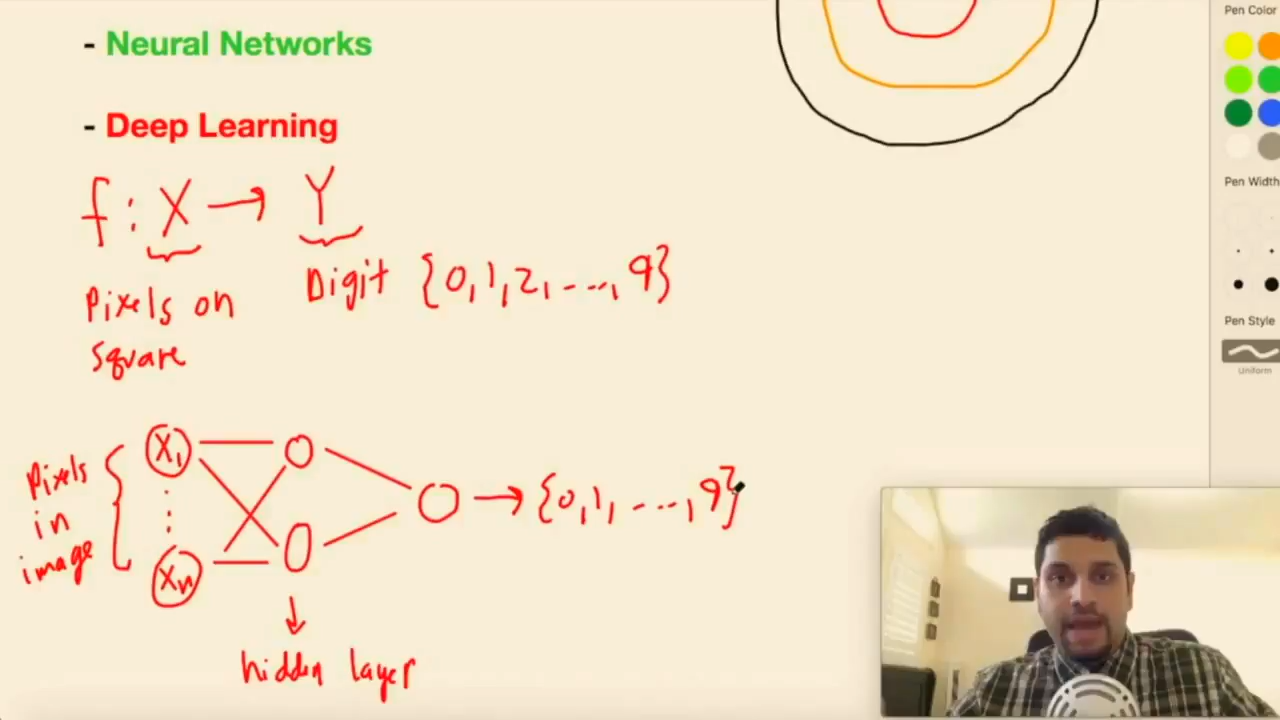 - Neural Networks
- Deep Learning
f : X → Y
Pixels on
square
Digit {0, 1, 2, ..., 9}
Pixels
in
image
X1
⋮
Xn
→ {0, 1, ..., 9}
hidden layer
Pen Color
Pen Width
Pen Style
Uniform